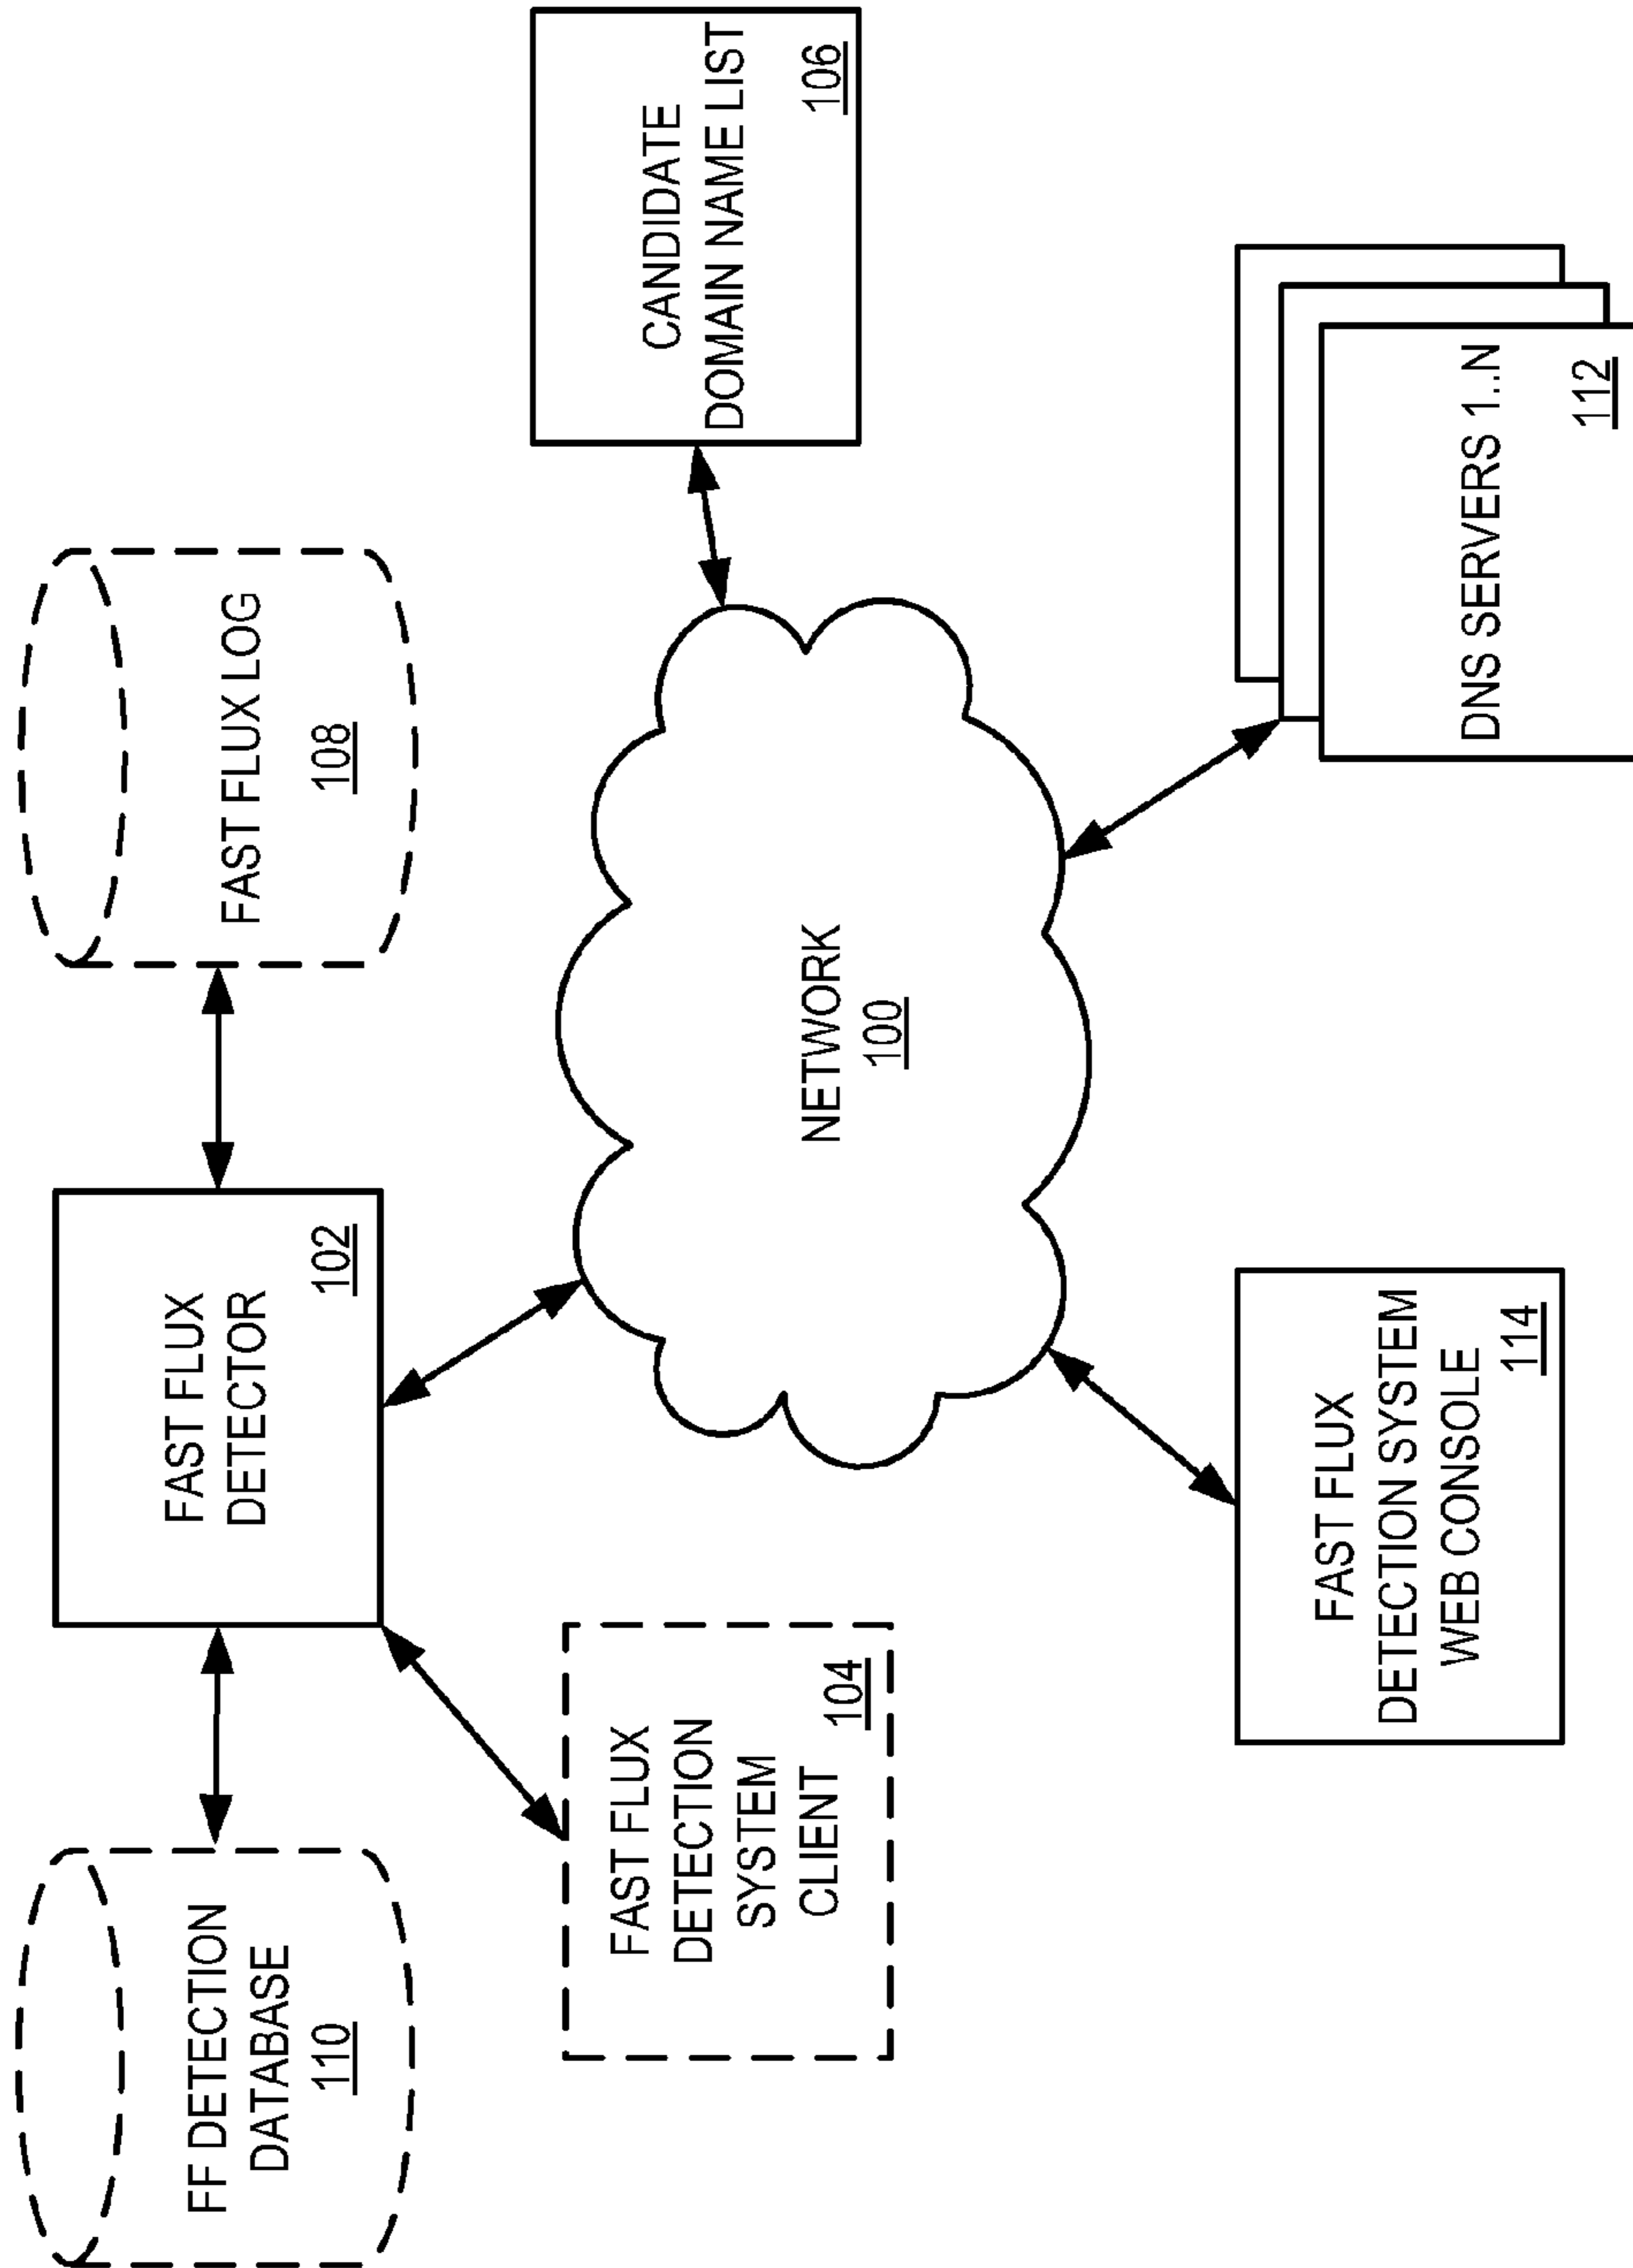 FF DETECTION
DATABASE
110
FAST FLUX
DETECTOR
102
FAST FLUX LOG
108
FAST FLUX
DETECTION
SYSTEM
CLIENT
104
NETWORK
100
CANDIDATE
DOMAIN NAME LIST
106
FAST FLUX
DETECTION SYSTEM
WEB CONSOLE
114
DNS SERVERS 1..N
112